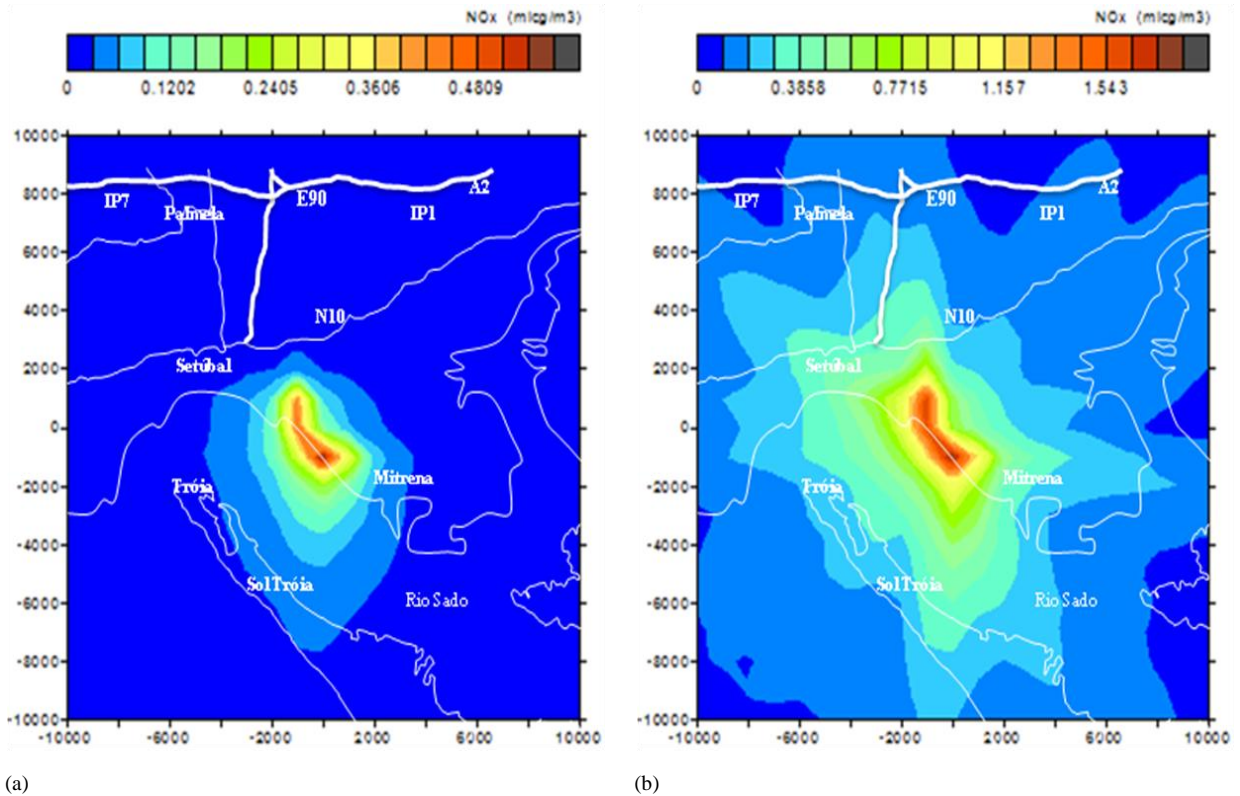 NOx (micg/m3)
0 0.1202 0.2405 0.3606 0.4809
10000
8000
6000
4000
2000
0
-2000
-4000
-6000
-8000
-10000
-10000 -6000 -2000 2000 6000 10000
IP7
E90
IP1
A2
N10
Setúbal
Mitrena
Tróia
SolTróia
Rio Sado
(a)
NOx (micg/m3)
0 0.3858 0.7715 1.157 1.543
10000
8000
6000
4000
2000
0
-2000
-4000
-6000
-8000
-10000
-10000 -6000 -2000 2000 6000 10000
IP7
E90
IP1
A2
N10
Setúbal
Mitrena
Tróia
SolTróia
Rio Sado
(b)